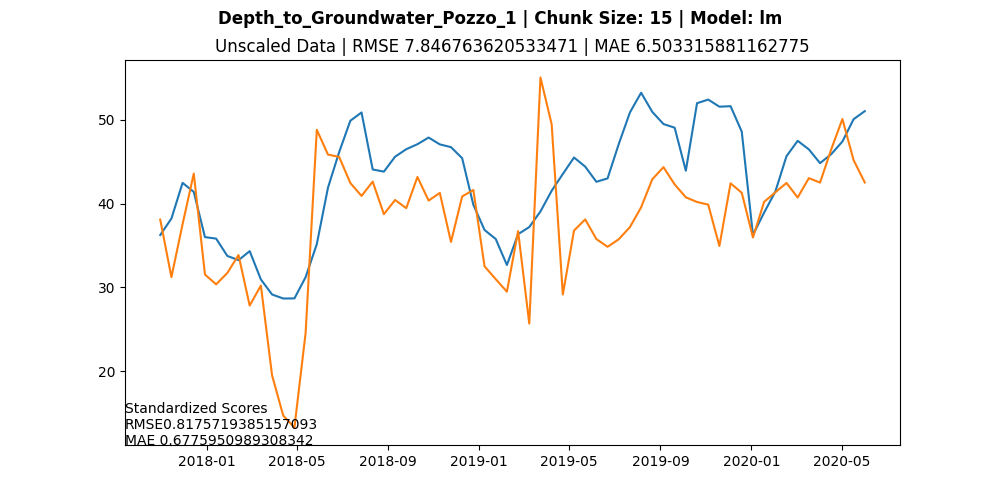 Depth_to_Groundwater_Pozzo_1 | Chunk Size: 15 | Model: lm
Unscaled Data | RMSE 7.846763620533471 | MAE 6.503315881162775
50
40
30
20
Standardized Scores
RMSE0.8175719385157093
MAE 0.6775950989308342
2018-01 2018-05 2018-09 2019-01 2019-05 2019-09 2020-01 2020-05